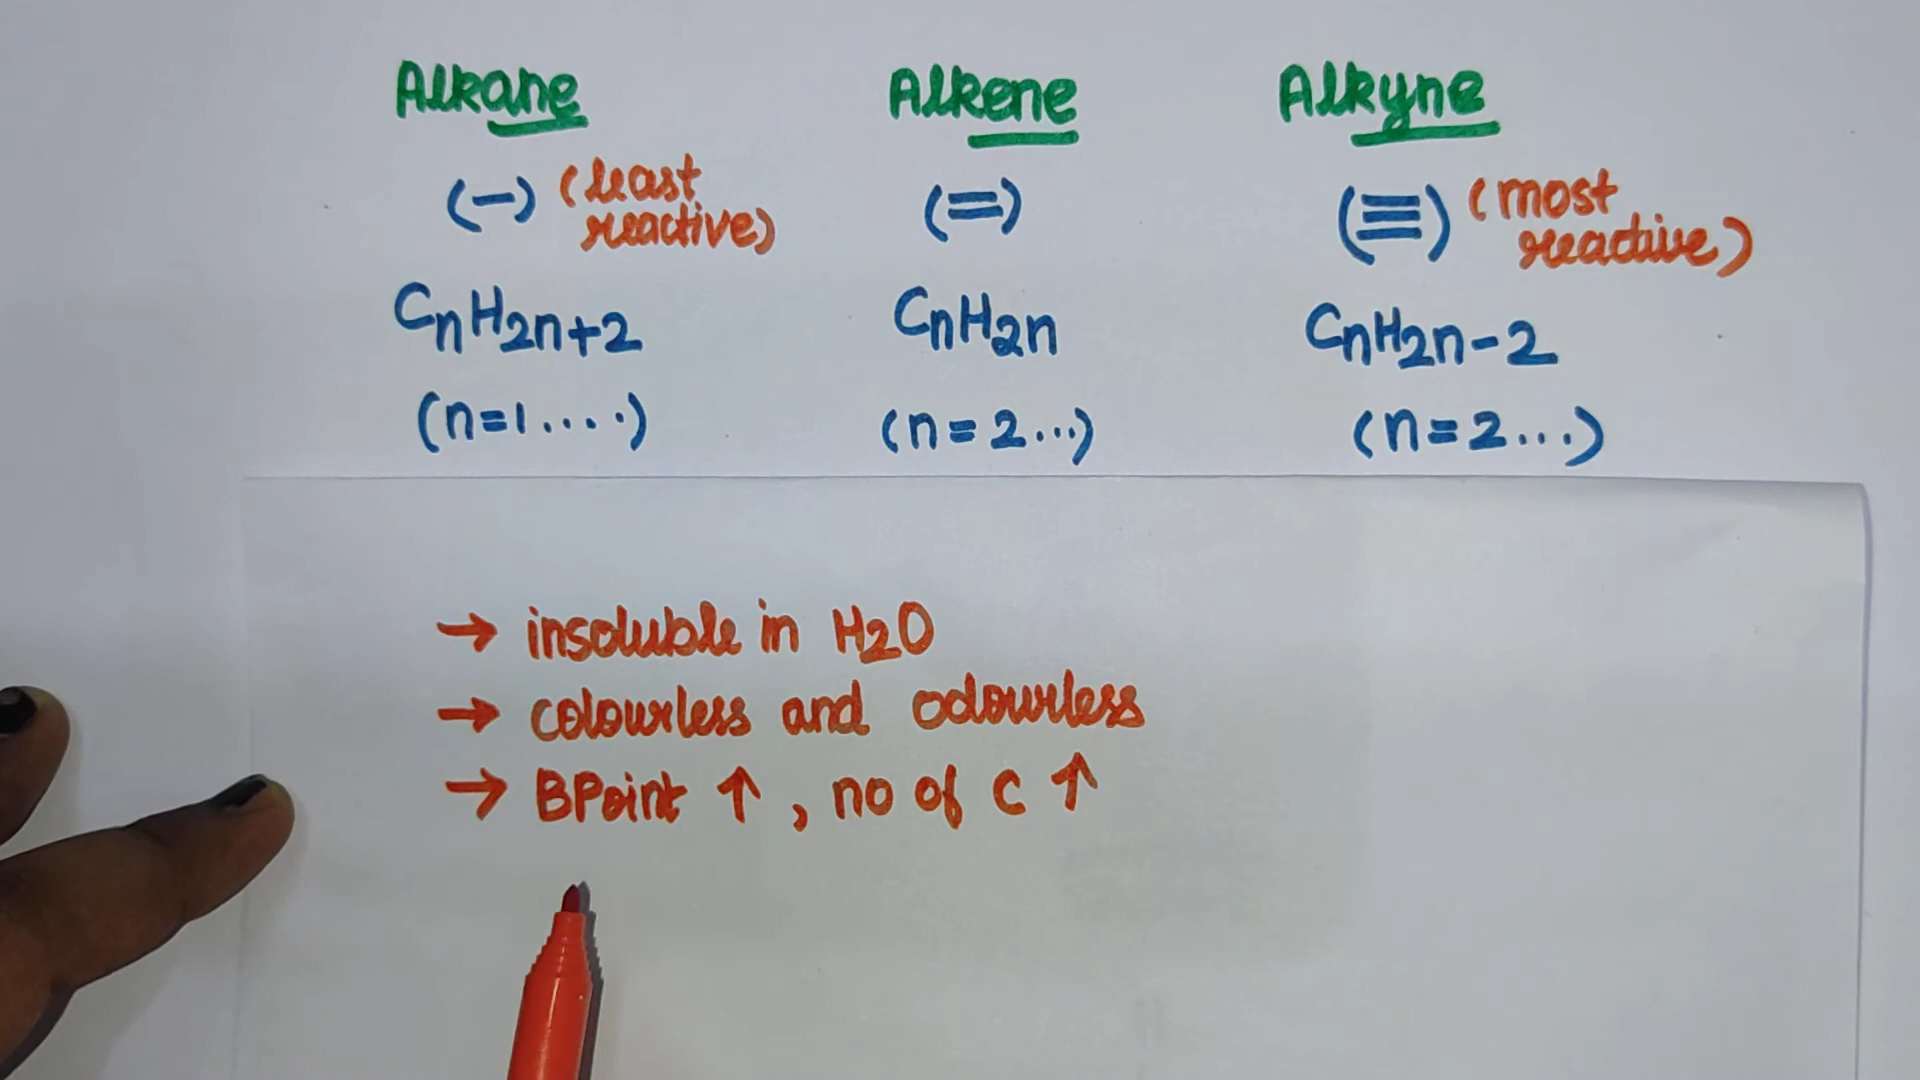 Alkane Alkene Alkyne
(-) (least reactive) (=) (≡) (most reactive)
CnH2n+2 CnH2n CnH2n-2
(n=1....) (n=2...) (n=2...)
→ insoluble in H2O
→ colourless and odourless
→ BPoint ↑, no of C ↑